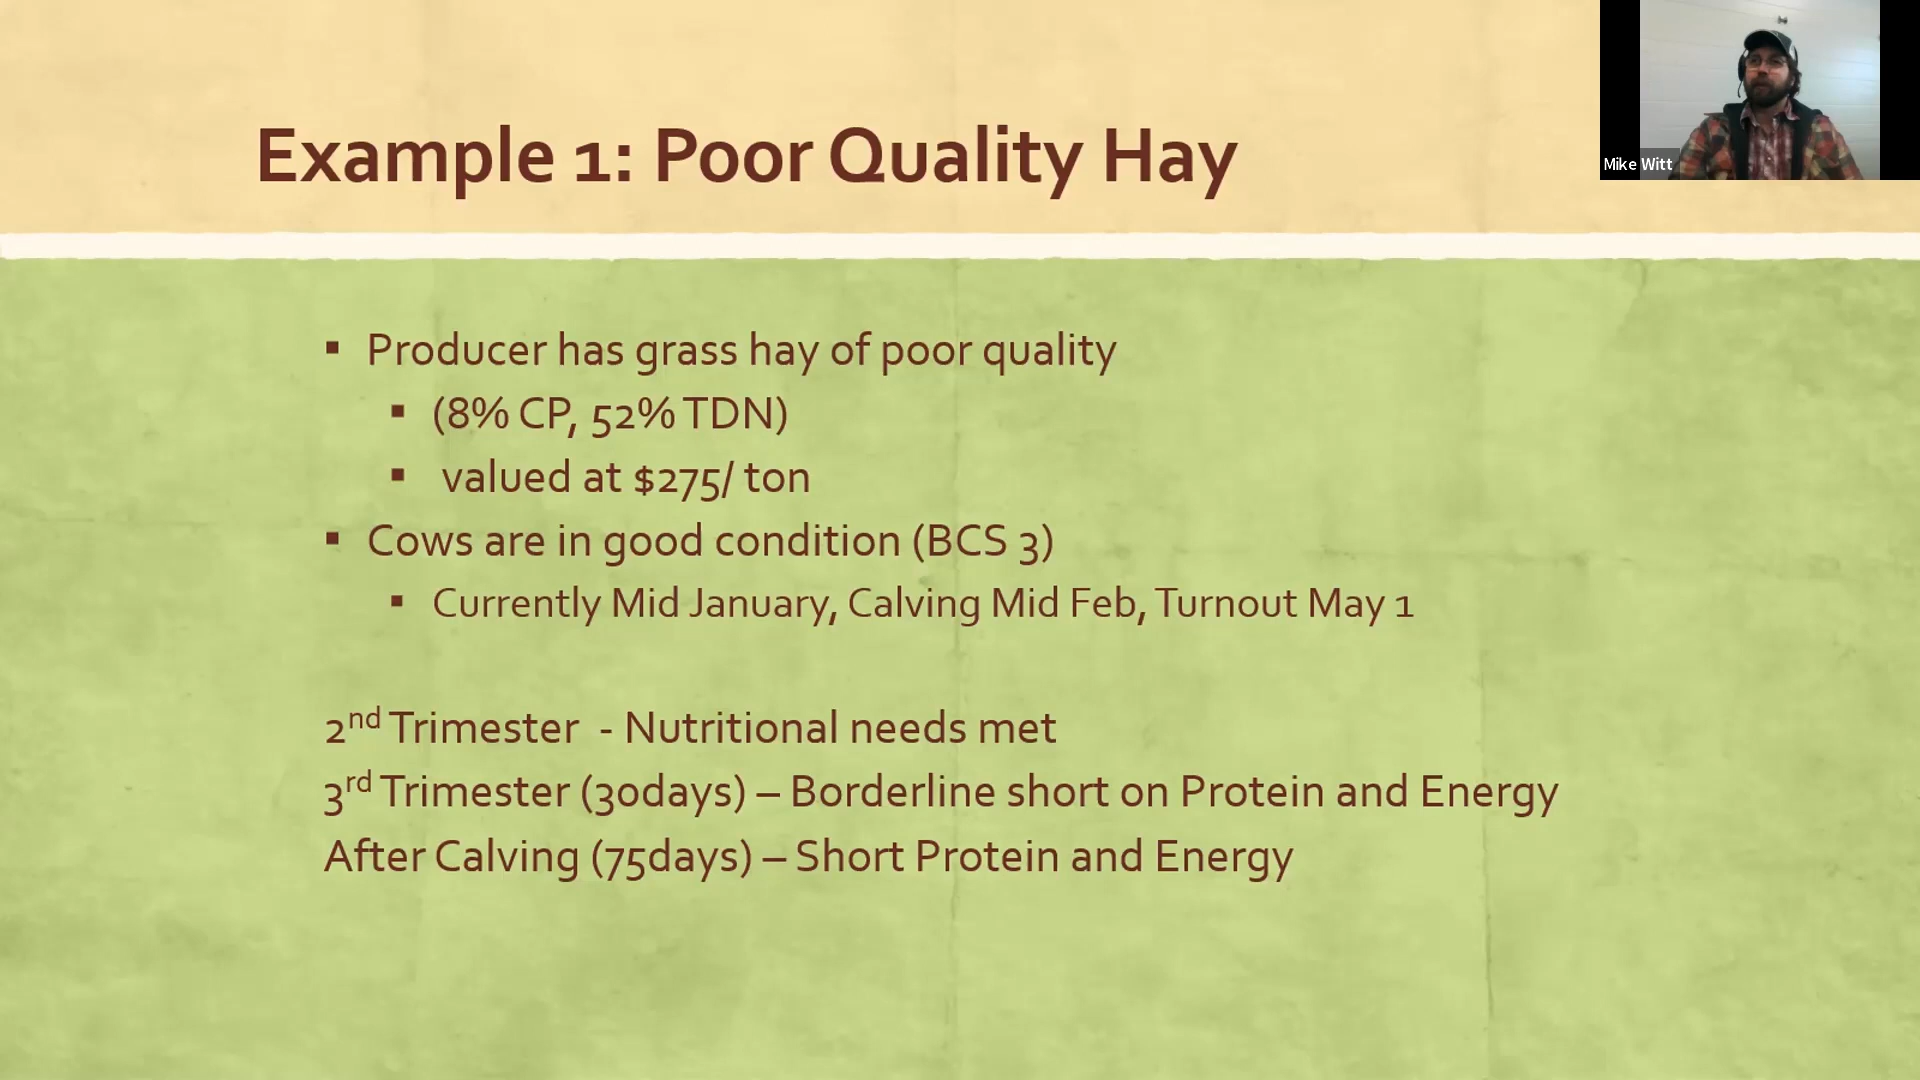 Example 1: Poor Quality Hay
Mike Witt
▪ Producer has grass hay of poor quality
▪ (8% CP, 52% TDN)
▪ valued at $275/ ton
▪ Cows are in good condition (BCS 3)
▪ Currently Mid January, Calving Mid Feb, Turnout May 1
2nd Trimester - Nutritional needs met
3rd Trimester (30days) – Borderline short on Protein and Energy
After Calving (75days) – Short Protein and Energy